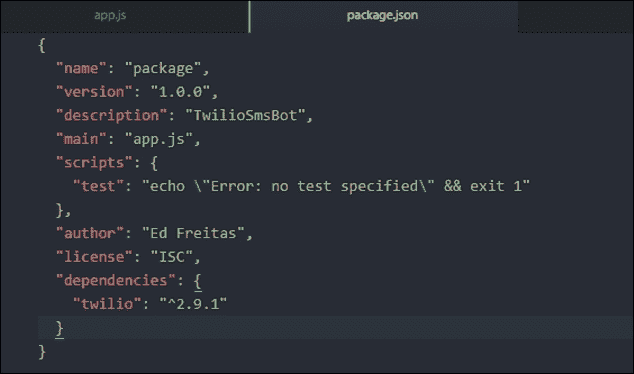 app.js package.json
{
"name": "package",
"version": "1.0.0",
"description": "TwilioSmsBot",
"main": "app.js",
"scripts": {
"test": "echo \"Error: no test specified\" && exit 1"
},
"author": "Ed Freitas",
"license": "ISC",
"dependencies": {
"twilio": "^2.9.1"
}
}